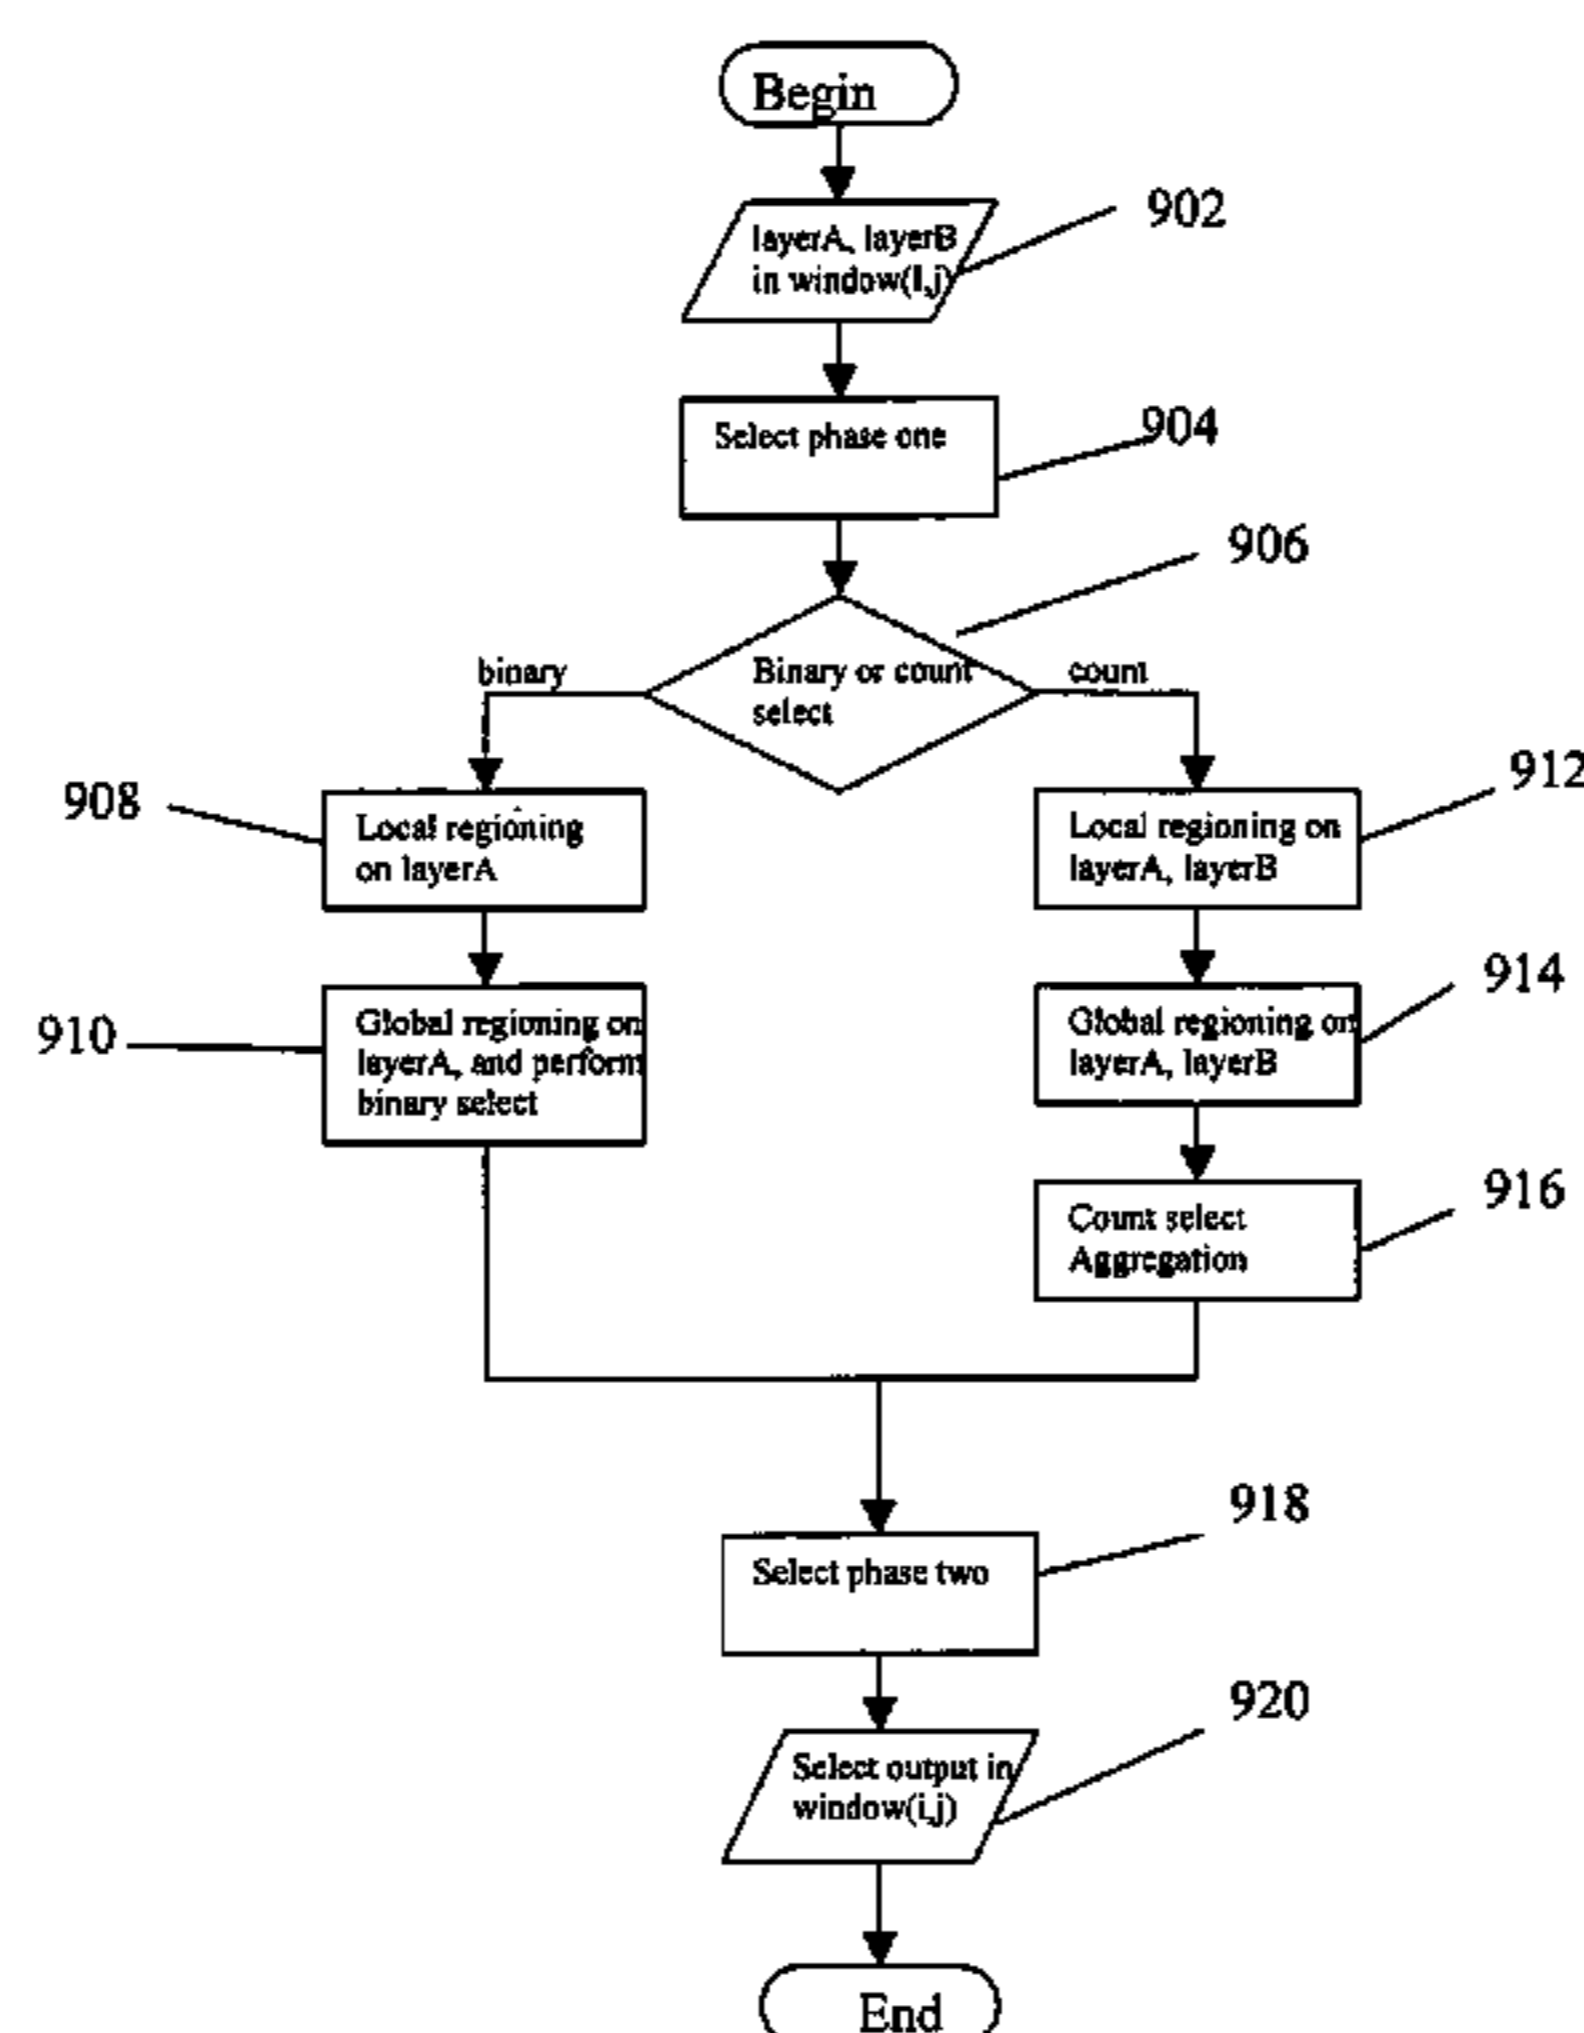 Begin
layerA, layerB
in window(I,j)
902
Select phase one
904
906
binary
Binary or count
select
count
908
Local regioning
on layerA
912
Local regioning on
layerA, layerB
910
Global regioning on
layerA, and perform
binary select
914
Global regioning on
layerA, layerB
916
Count select
Aggregation
918
Select phase two
920
Select output in
window(i,j)
End